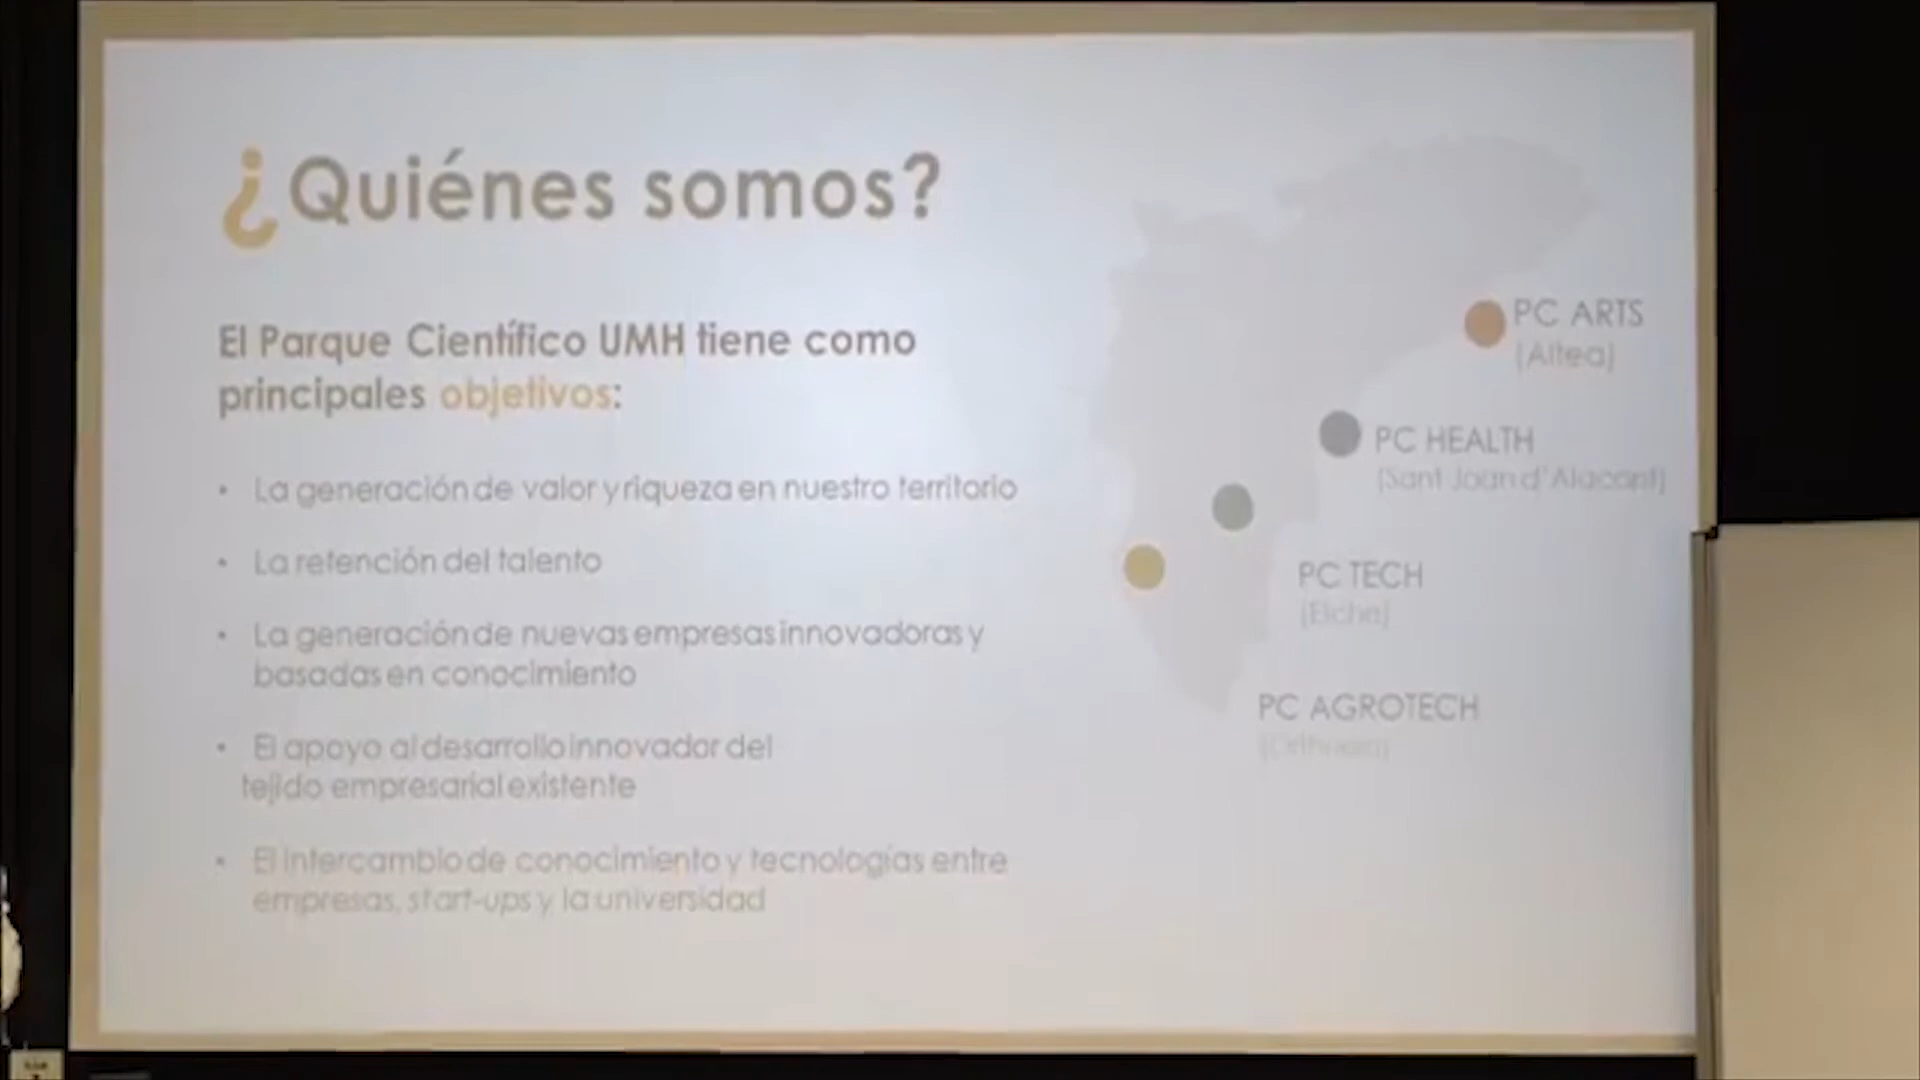 ¿Quiénes somos?
El Parque Científico UMH tiene como
principales objetivos:
• La generación de valor y riqueza en nuestro territorio
• La retención del talento
• La generación de nuevas empresas innovadoras y
basadas en conocimiento
• El apoyo al desarrollo innovador del
tejido empresarial existente
• El intercambio de conocimiento y tecnologías entre
empresas, start-ups y la universidad
PC ARTS
(Altea)
PC HEALTH
(Sant Joan d'Alacant)
PC TECH
(Elche)
PC AGROTECH